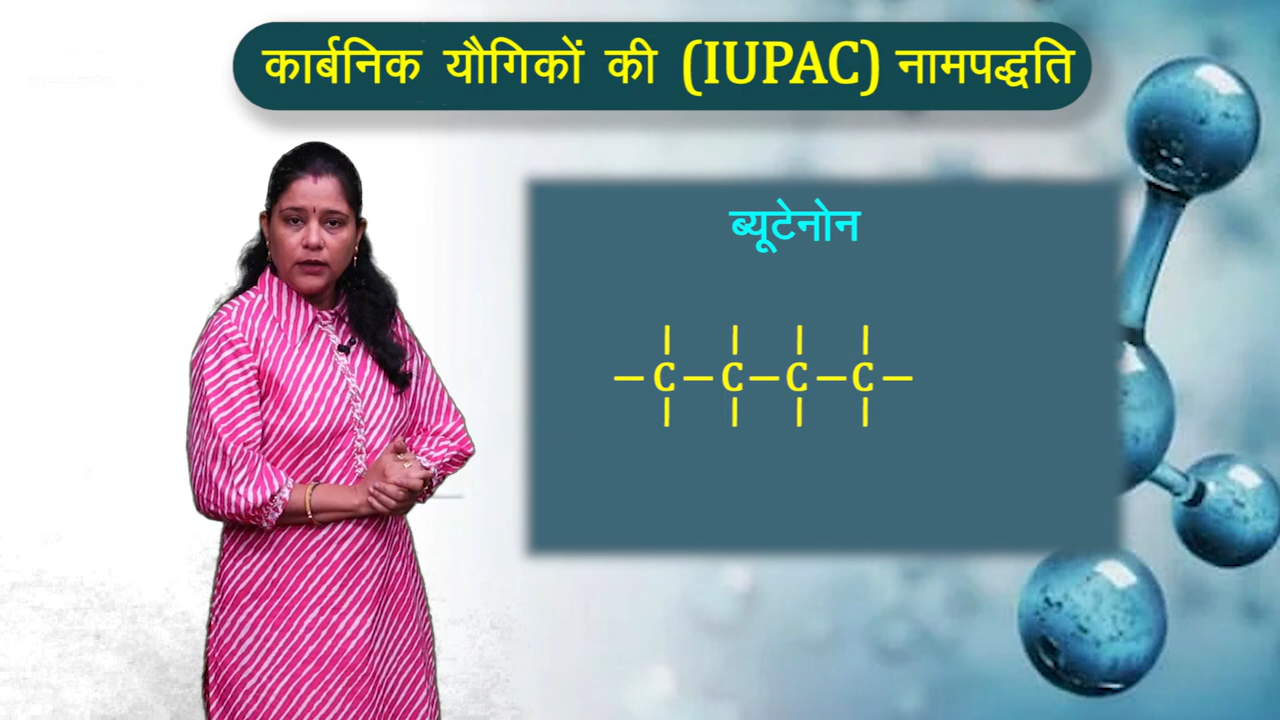 कार्बनिक यौगिकों की (IUPAC) नामपद्धति
ब्यूटेनोन
| | | |
— C — C — C — C —
| | | |